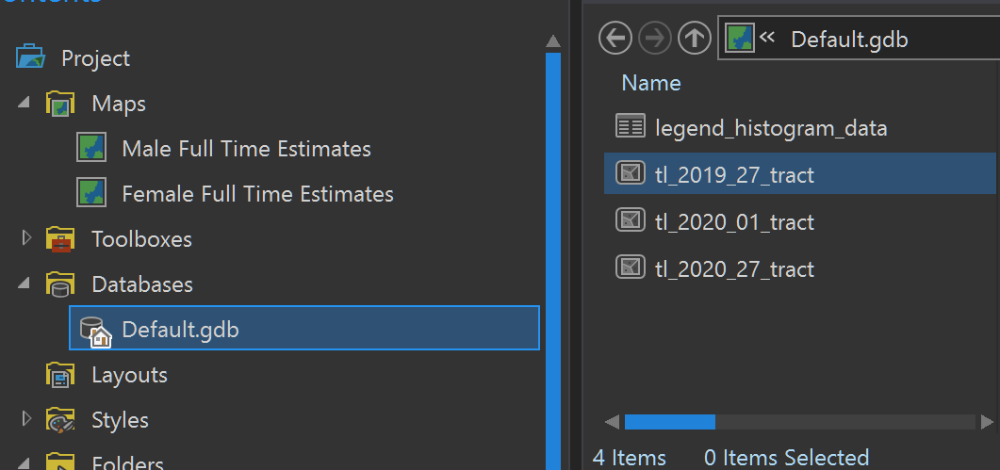 Contents
Project
Maps
Male Full Time Estimates
Female Full Time Estimates
Toolboxes
Databases
Default.gdb
Layouts
Styles
Folders
Default.gdb
Name
legend_histogram_data
tl_2019_27_tract
tl_2020_01_tract
tl_2020_27_tract
4 Items 0 Items Selected